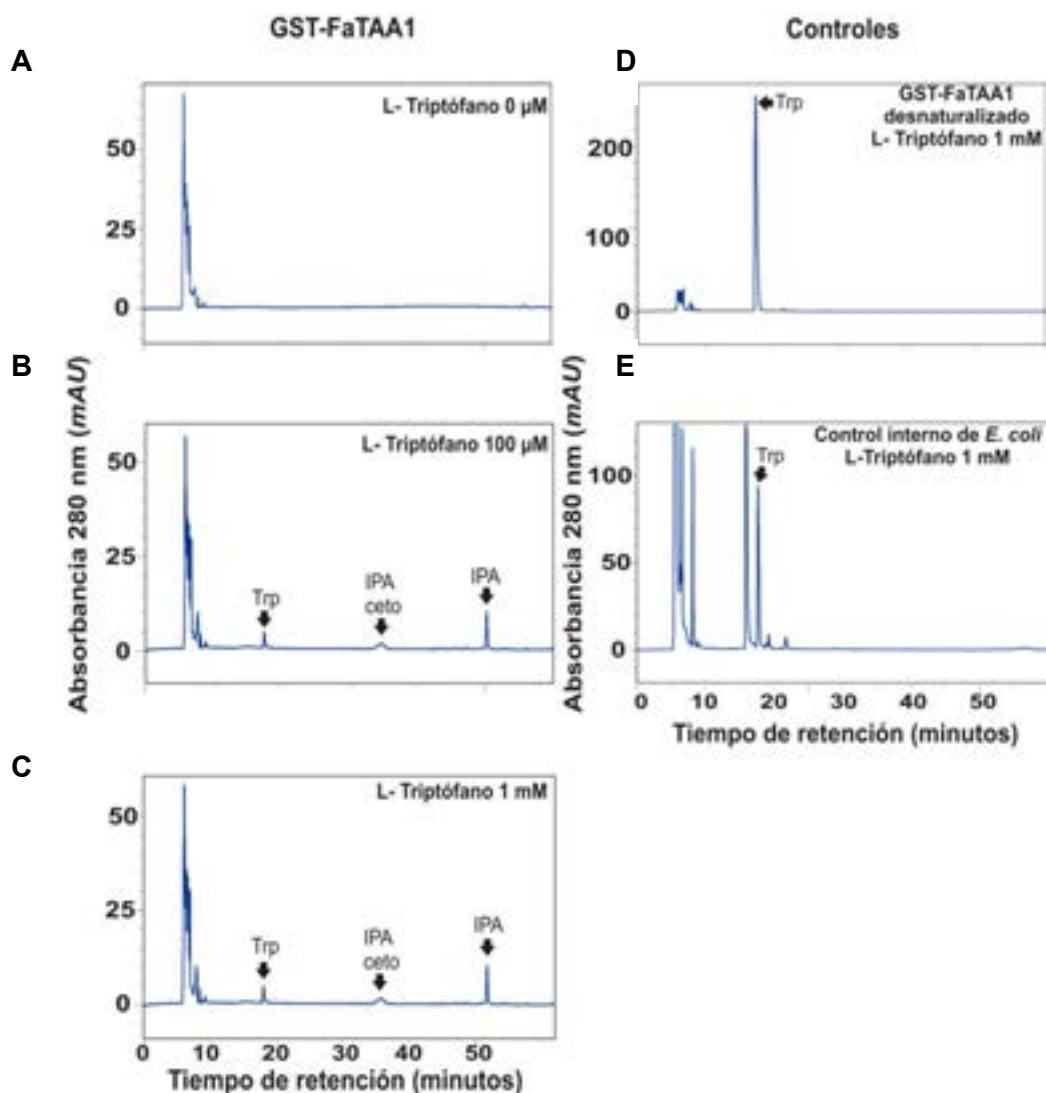 GST-FaTAA1
Controles
A
L- Triptófano 0 µM
50
25
0
B
L- Triptófano 100 µM
50
25
0
Trp
IPA
ceto
IPA
C
L- Triptófano 1 mM
50
25
0
Trp
IPA
ceto
IPA
0 10 20 30 40 50
Tiempo de retención (minutos)
Absorbancia 280 nm (mAU)
D
GST-FaTAA1
desnaturalizado
L- Triptófano 1 mM
Trp
200
100
0
E
Control interno de E. coli
L-Triptófano 1 mM
Trp
100
50
0
0 10 20 30 40 50
Tiempo de retención (minutos)
Absorbancia 280 nm (mAU)